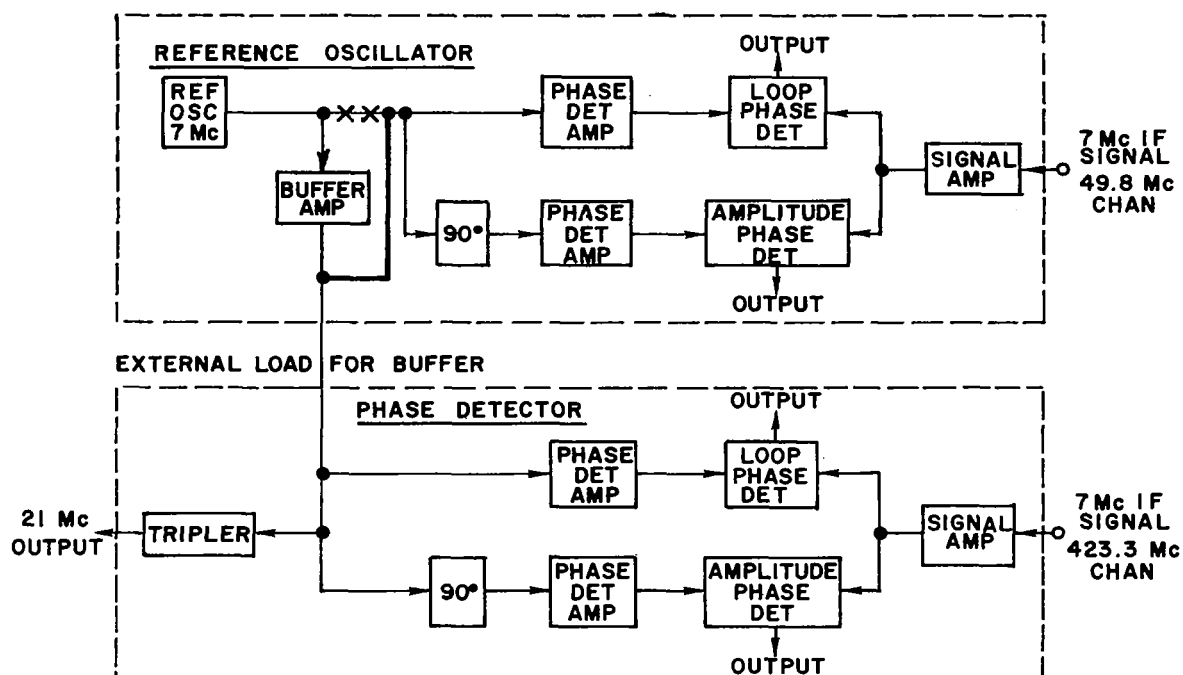 REFERENCE OSCILLATOR
REF
OSC
7 Mc
BUFFER
AMP
PHASE
DET
AMP
OUTPUT
LOOP
PHASE
DET
SIGNAL
AMP
7 Mc IF
SIGNAL
49.8 Mc
CHAN
90°
PHASE
DET
AMP
AMPLITUDE
PHASE
DET
OUTPUT
EXTERNAL LOAD FOR BUFFER
PHASE DETECTOR
OUTPUT
PHASE
DET
AMP
LOOP
PHASE
DET
SIGNAL
AMP
7 Mc IF
SIGNAL
423.3 Mc
CHAN
21 Mc
OUTPUT
TRIPLER
90°
PHASE
DET
AMP
AMPLITUDE
PHASE
DET
OUTPUT